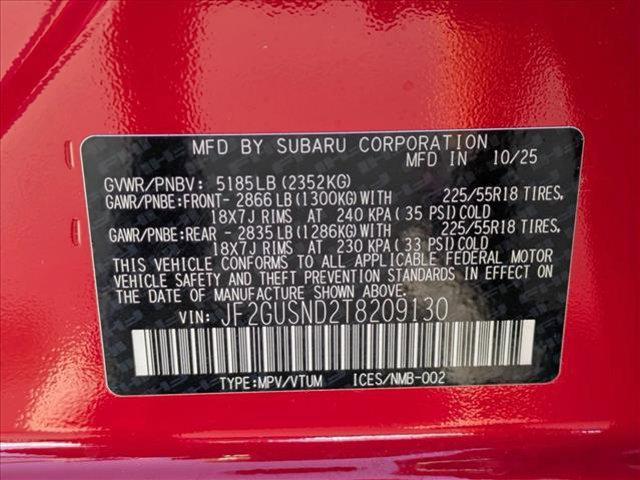 MFD BY SUBARU CORPORATION
MFD IN 10/25
GVWR/PNBV: 5185LB (2352KG)
GAWR/PNBE:FRONT- 2866 LB (1300KG) WITH 225/55R18 TIRES,
18X7J RIMS AT 240 KPA (35 PSI) COLD
GAWR/PNBE:REAR - 2835 LB (1286KG) WITH 225/55R18 TIRES,
18X7J RIMS AT 230 KPA (33 PSI) COLD
THIS VEHICLE CONFORMS TO ALL APPLICABLE FEDERAL MOTOR
VEHICLE SAFETY AND THEFT PREVENTION STANDARDS IN EFFECT
ON THE DATE OF MANUFACTURE SHOWN ABOVE.
VIN: JF2GUSND2T8209130
TYPE:MPV/VTUM ICES/NMB-002